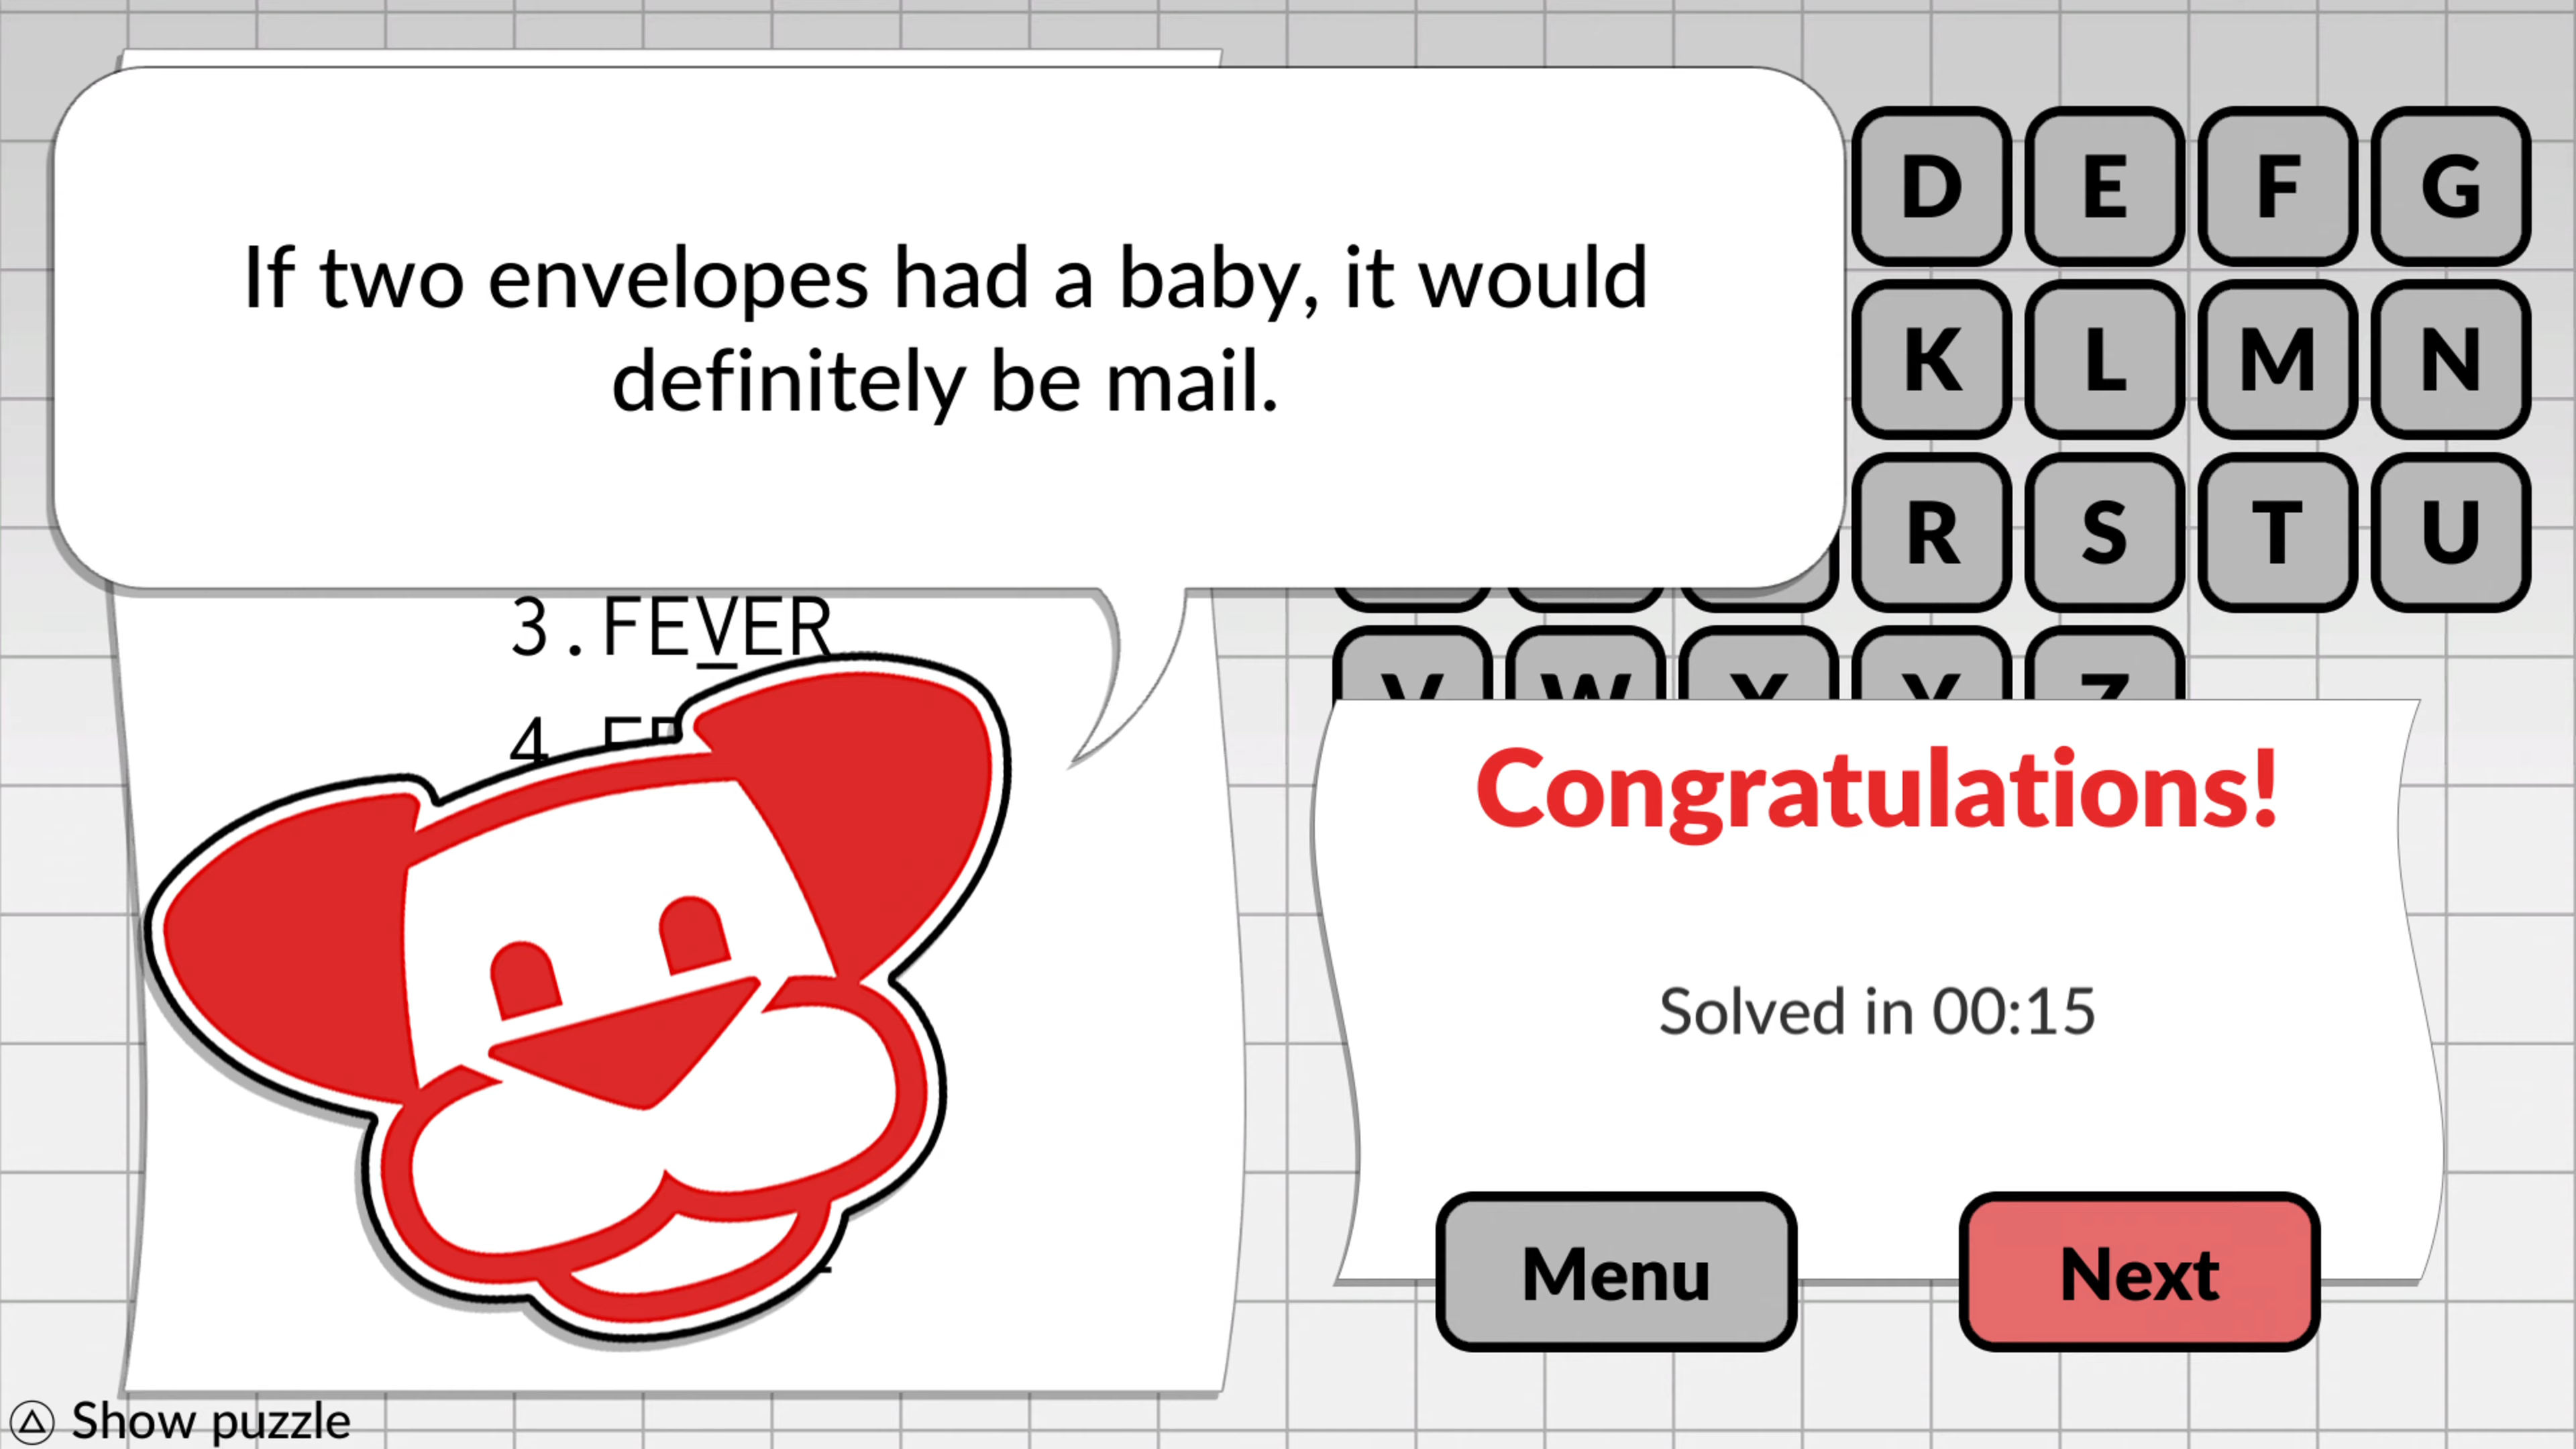 If two envelopes had a baby, it would
definitely be mail.
D E F G
K L M N
R S T U
3.FEVER
V W X Y Z
4
Congratulations!
Solved in 00:15
Menu
Next
Show puzzle